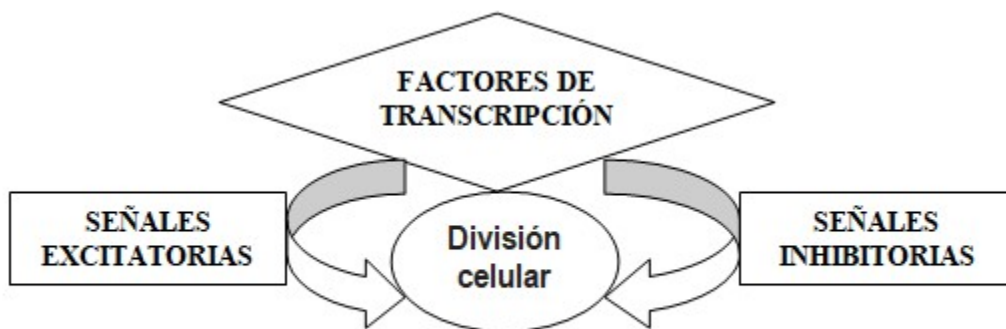 FACTORES DE
TRANSCRIPCIÓN
SEÑALES
EXCITATORIAS
División
celular
SEÑALES
INHIBITORIAS